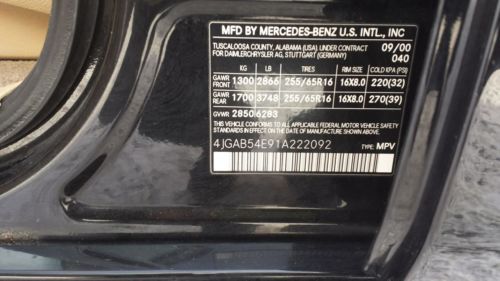 MFD BY MERCEDES-BENZ U.S. INTL., INC
TUSCALOOSA COUNTY, ALABAMA (USA) UNDER CONTRACT 09/00
FOR DAIMLERCHRYSLER AG, STUTTGART (GERMANY) 040
KG LB TIRES RIM SIZE COLD KPA (PSI)
GAWR FRONT 1300 2866 255/65R16 16X8.0 220(32)
GAWR REAR 1700 3748 255/65R16 16X8.0 270(39)
GVWR 2850 6283
THIS VEHICLE CONFORMS TO ALL APPLICABLE FEDERAL MOTOR
VEHICLE SAFETY STANDARDS IN EFFECT ON THE DATE OF
MANUFACTURE SHOWN ABOVE.
4JGAB54E91A222092 TYPE: MPV